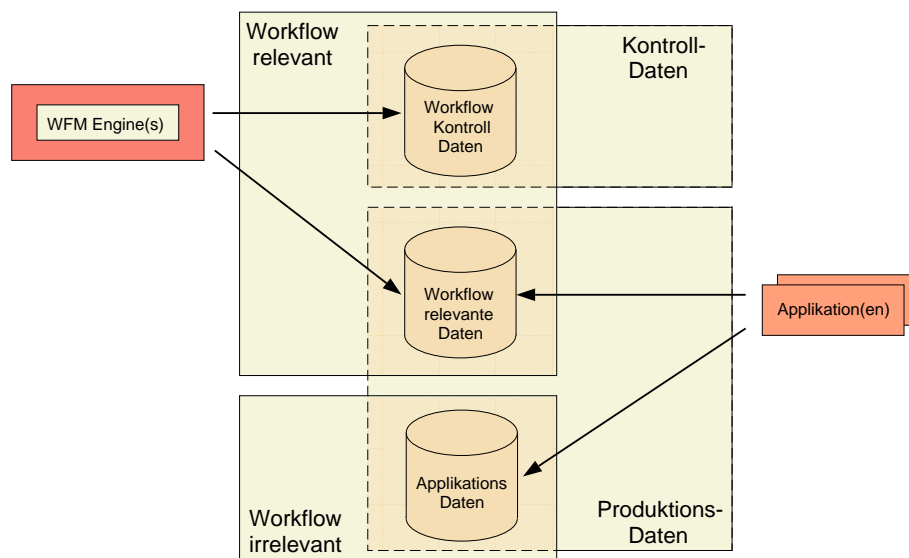 Workflow
relevant
Kontroll-
Daten
WFM Engine(s)
Workflow
Kontroll
Daten
Workflow
relevante
Daten
Applikation(en)
Applikations
Daten
Workflow
irrelevant
Produktions-
Daten